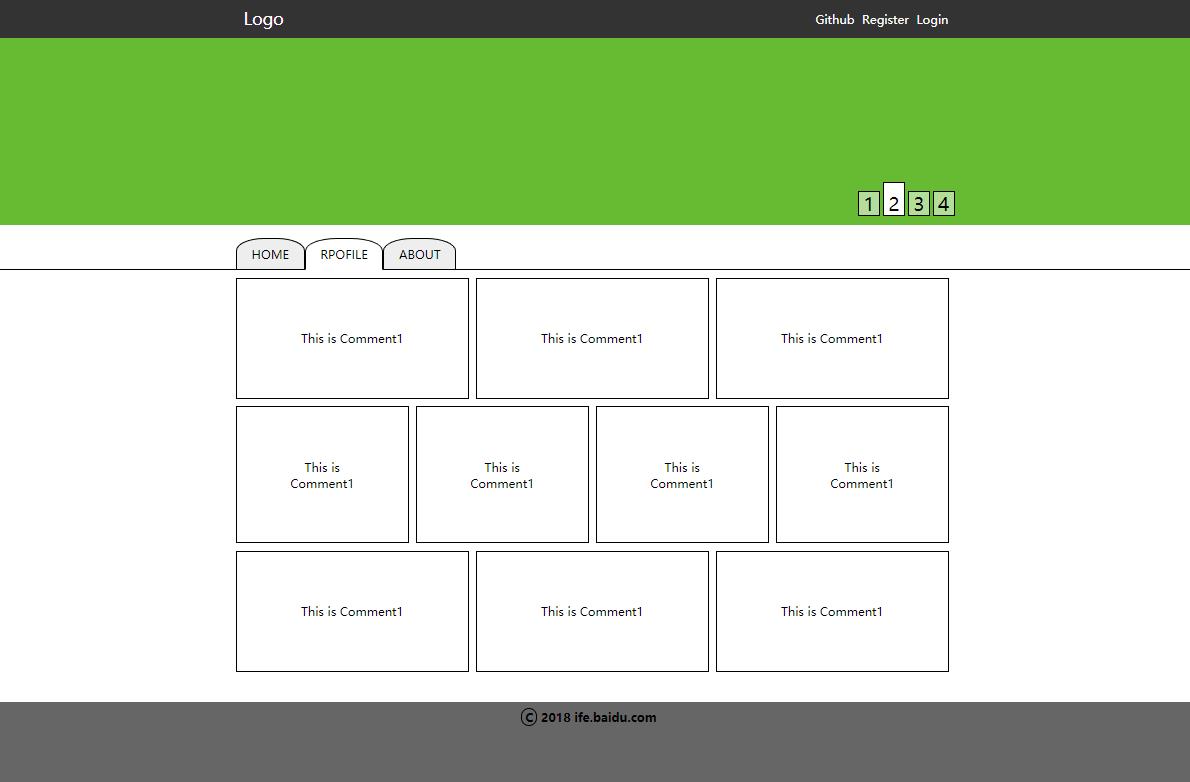 Logo
Github Register Login
1 2 3 4
HOME RPOFILE ABOUT
This is Comment1
This is Comment1
This is Comment1
This is
Comment1
This is
Comment1
This is
Comment1
This is
Comment1
This is Comment1
This is Comment1
This is Comment1
© 2018 ife.baidu.com